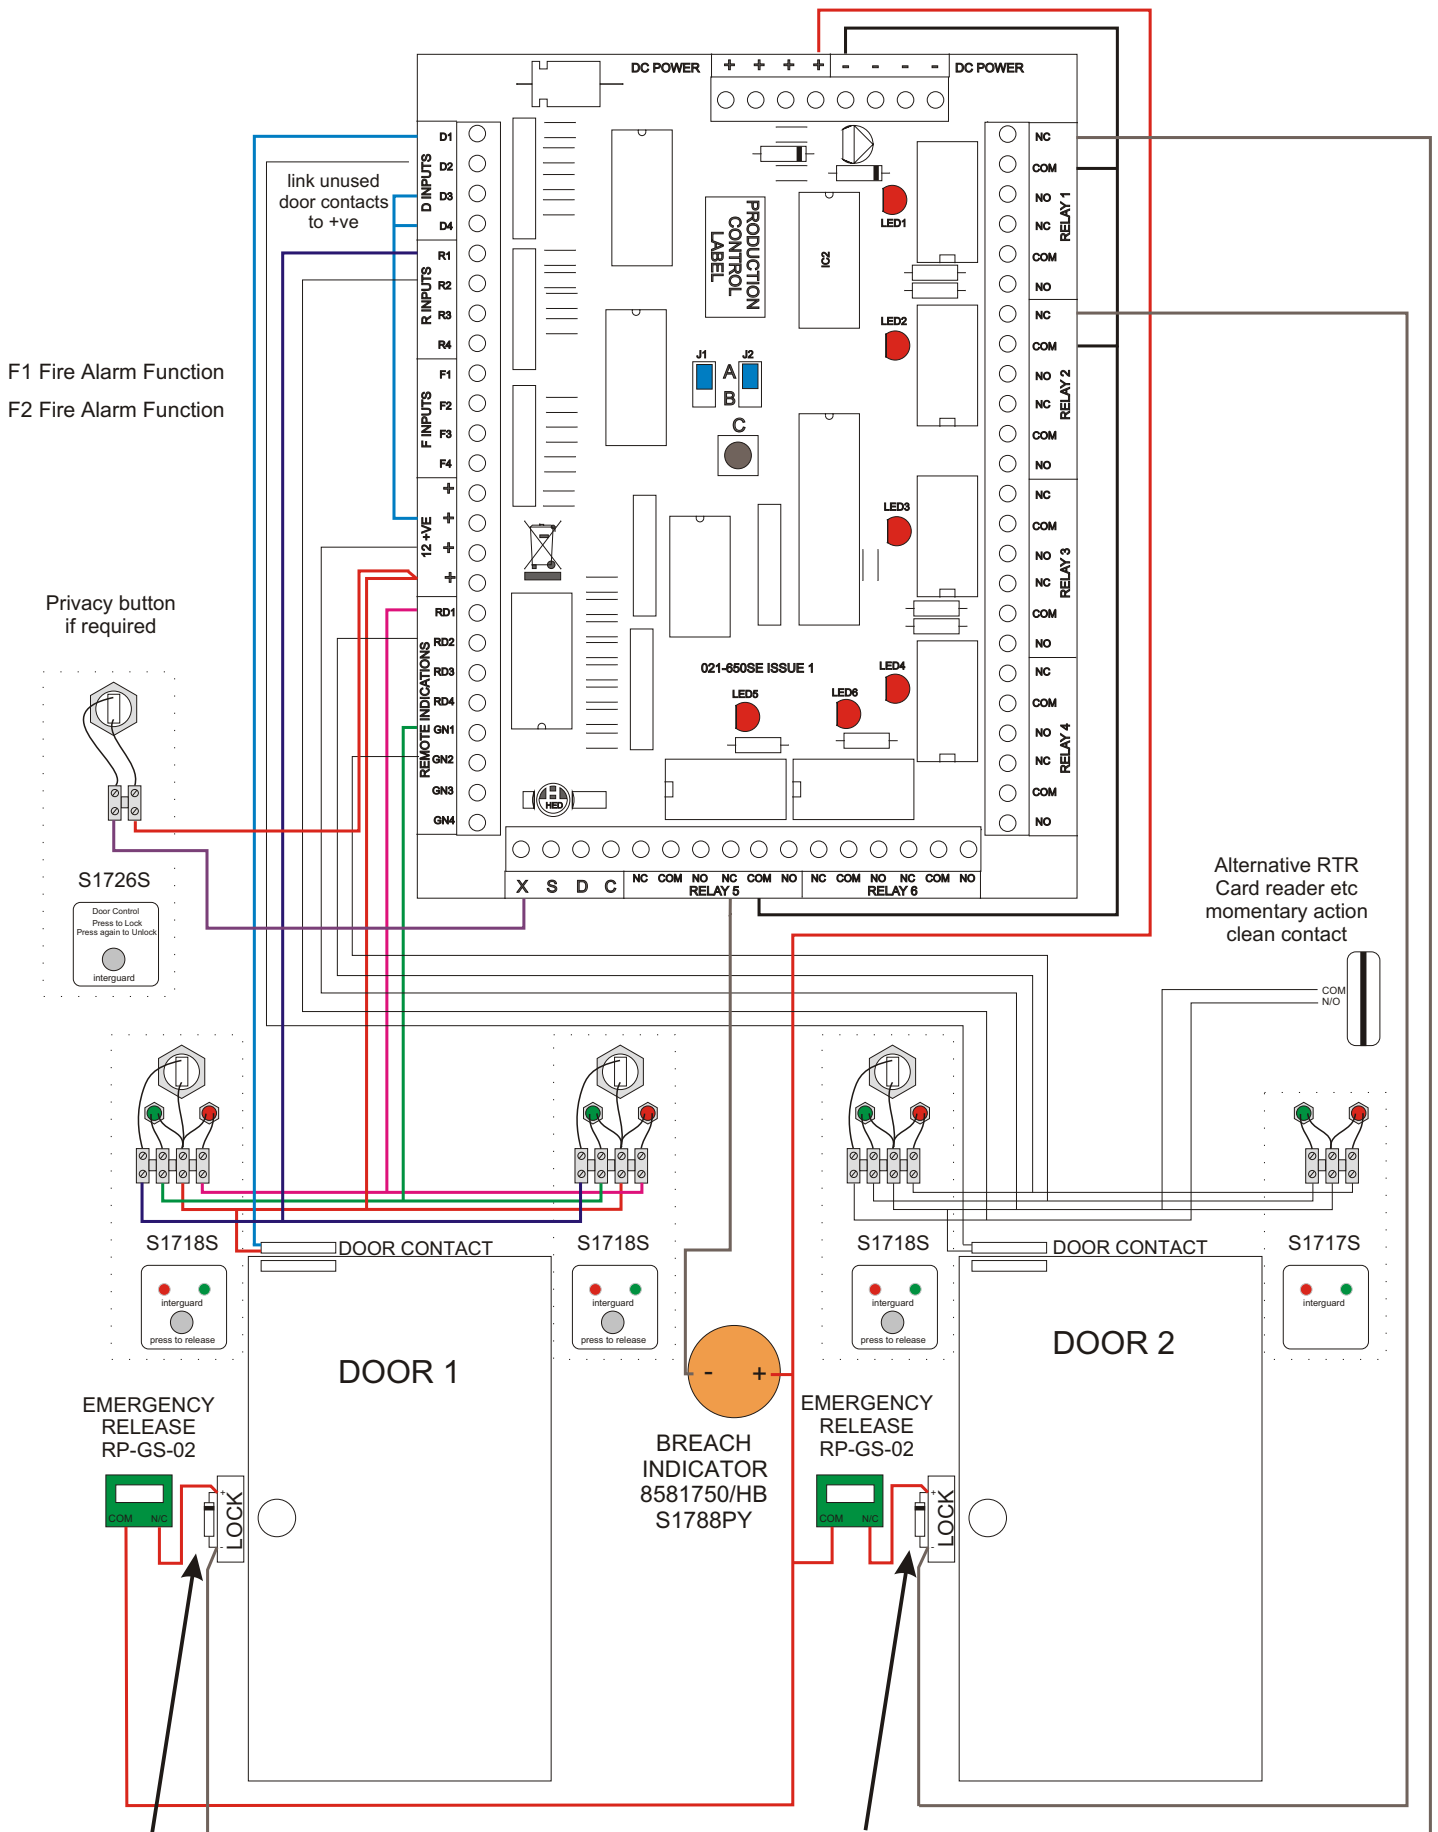 DC POWER + + + + - - - - DC POWER
D INPUTS
D1
D2
D3
D4
link unused
door contacts
to +ve
R INPUTS
R1
R2
R3
R4
F INPUTS
F1
F2
F3
F4
F1 Fire Alarm Function
F2 Fire Alarm Function
12 +VE
+
+
+
+
REMOTE INDICATIONS
RD1
RD2
RD3
RD4
GN1
GN2
GN3
GN4
PRODUCTION
CONTROL
LABEL
IC2
LED1
LED2
LED3
LED4
LED5
LED6
J1 J2
A
B
C
021-650SE ISSUE 1
HED
NC
COM
NO
NC
COM
NO
RELAY 1
NC
COM
NO
NC
COM
NO
RELAY 2
NC
COM
NO
NC
COM
NO
RELAY 3
NC
COM
NO
NC
COM
NO
RELAY 4
X S D C
NC COM NO NC COM NO
RELAY 5
NC COM NO NC COM NO
RELAY 6
Privacy button
if required
S1726S
Door Control
Press to Lock
Press again to Unlock
interguard
Alternative RTR
Card reader etc
momentary action
clean contact
COM
N/O
S1718S
interguard
press to release
DOOR CONTACT
S1718S
interguard
press to release
S1718S
interguard
press to release
DOOR CONTACT
S1717S
interguard
DOOR 1
DOOR 2
EMERGENCY
RELEASE
RP-GS-02
COM N/C
+
LOCK
-
- +
BREACH
INDICATOR
8581750/HB
S1788PY
EMERGENCY
RELEASE
RP-GS-02
COM N/C
+
LOCK
-